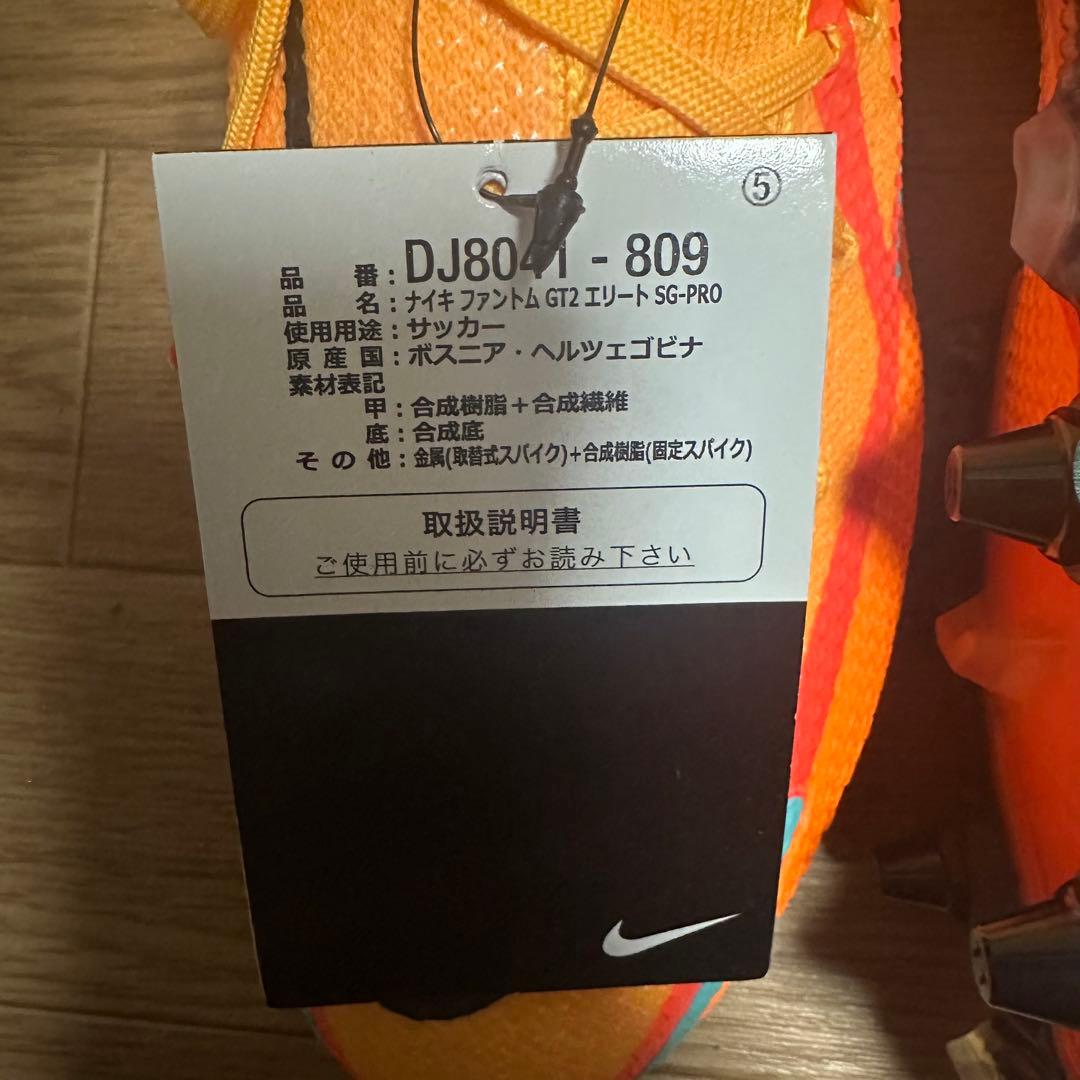 ⑤
品番:DJ8041-809
品名:ナイキ ファントム GT2 エリート SG-PRO
使用用途:サッカー
原産国:ボスニア・ヘルツェゴビナ
素材表記
甲:合成樹脂+合成繊維
底:合成底
その他:金属(取替式スパイク)+合成樹脂(固定スパイク)
取扱説明書
ご使用前に必ずお読み下さい